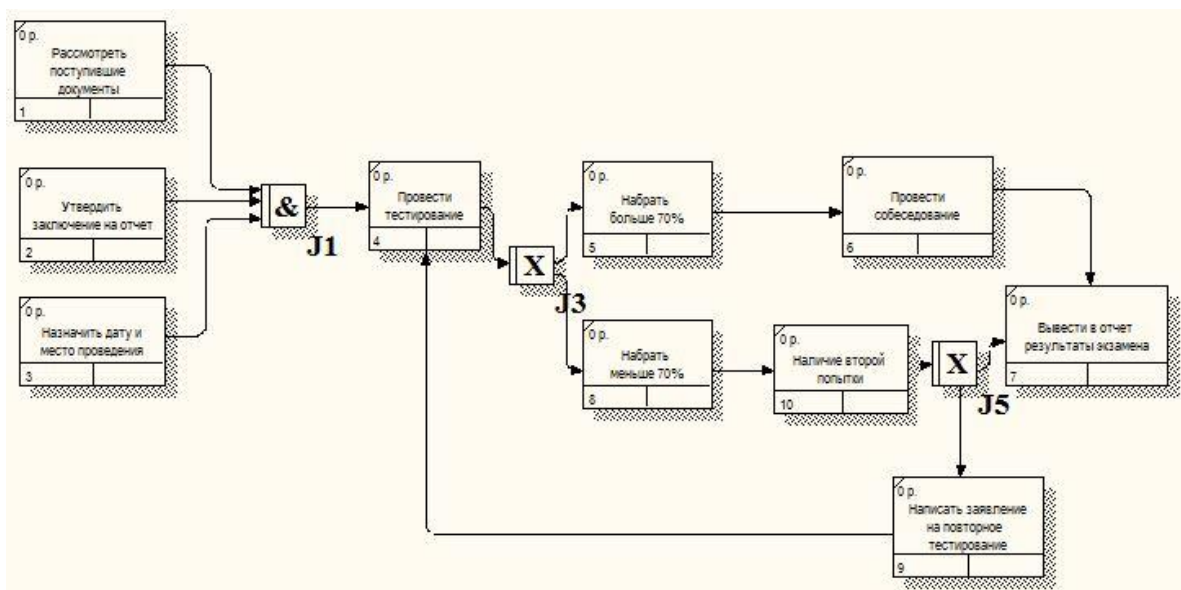 0 р.
Рассмотреть
поступившие
документы
1
0 р.
Утвердить
заключение на отчет
2
0 р.
Назначить дату и
место проведения
3
&
J1
0 р.
Провести
тестирование
4
X
J3
0 р.
Набрать
больше 70%
5
0 р.
Провести
собеседование
6
0 р.
Набрать
меньше 70%
8
0 р.
Наличие второй
попытки
10
X
J5
0 р.
Вывести в отчет
результаты экзамена
7
0 р.
Написать заявление
на повторное
тестирование
9